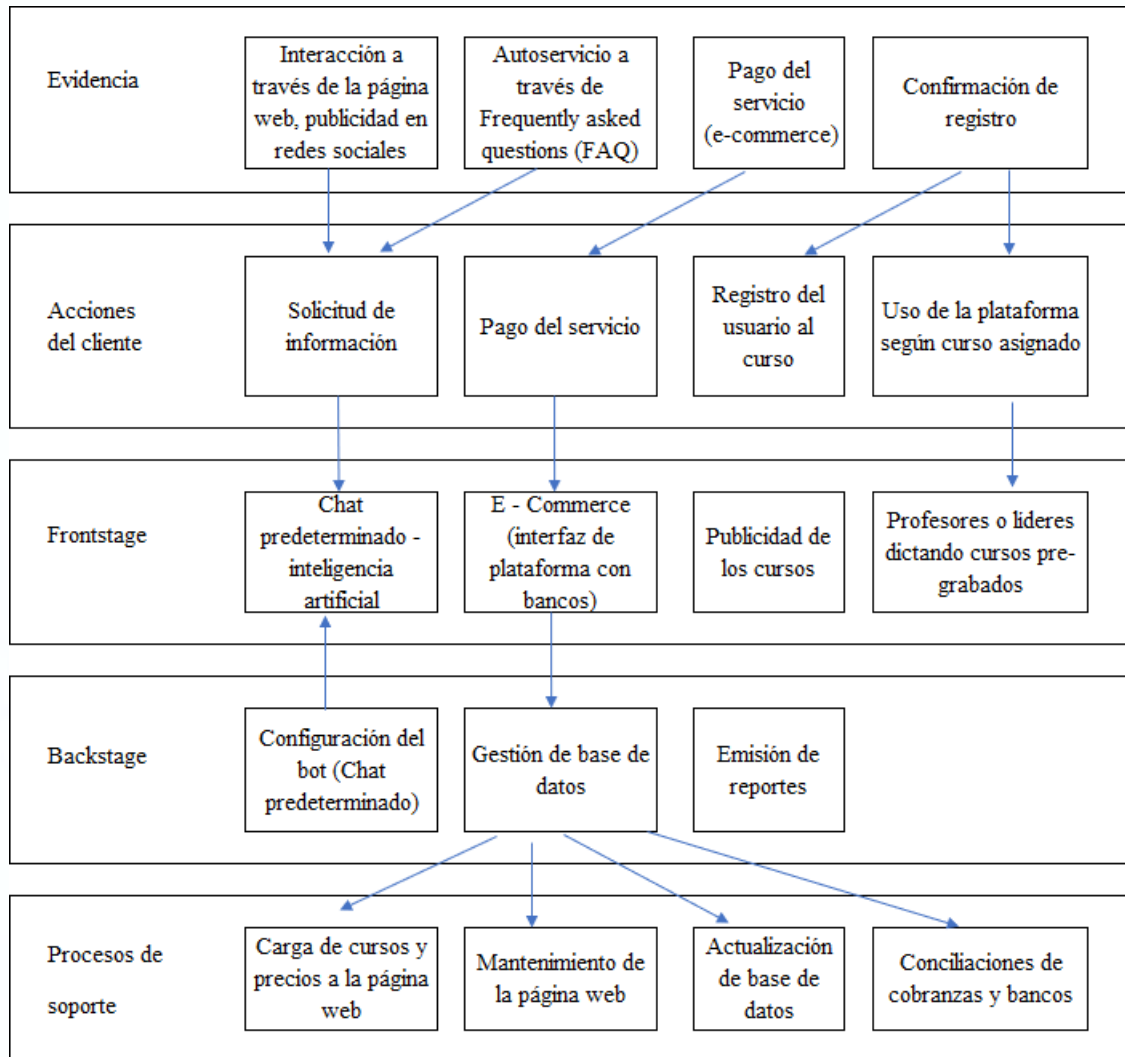 Evidencia
Interacción a
través de la página
web, publicidad en
redes sociales
Autoservicio a
través de
Frequently asked
questions (FAQ)
Pago del
servicio
(e-commerce)
Confirmación de
registro
Acciones
del cliente
Solicitud de
información
Pago del servicio
Registro del
usuario al
curso
Uso de la plataforma
según curso asignado
Frontstage
Chat
predeterminado -
inteligencia
artificial
E - Commerce
(interfaz de
plataforma con
bancos)
Publicidad de
los cursos
Profesores o líderes
dictando cursos pre-
grabados
Backstage
Configuración del
bot (Chat
predeterminado)
Gestión de base de
datos
Emisión de
reportes
Procesos de
soporte
Carga de cursos y
precios a la página
web
Mantenimiento de
la página web
Actualización
de base de
datos
Conciliaciones de
cobranzas y bancos